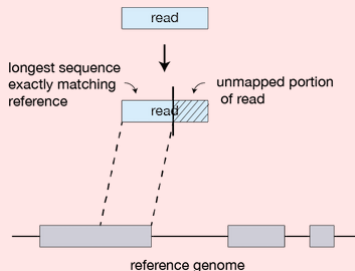 read
longest sequence
exactly matching
reference
unmapped portion
of read
read
reference genome